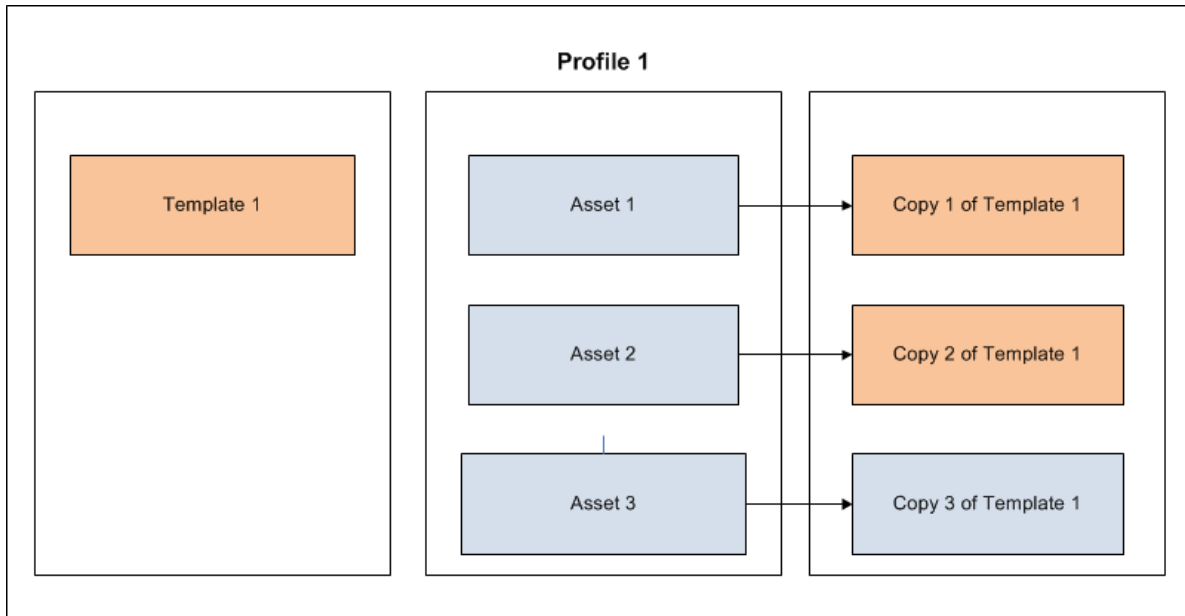 Profile 1
Template 1
Asset 1
Copy 1 of Template 1
Asset 2
Copy 2 of Template 1
Asset 3
Copy 3 of Template 1